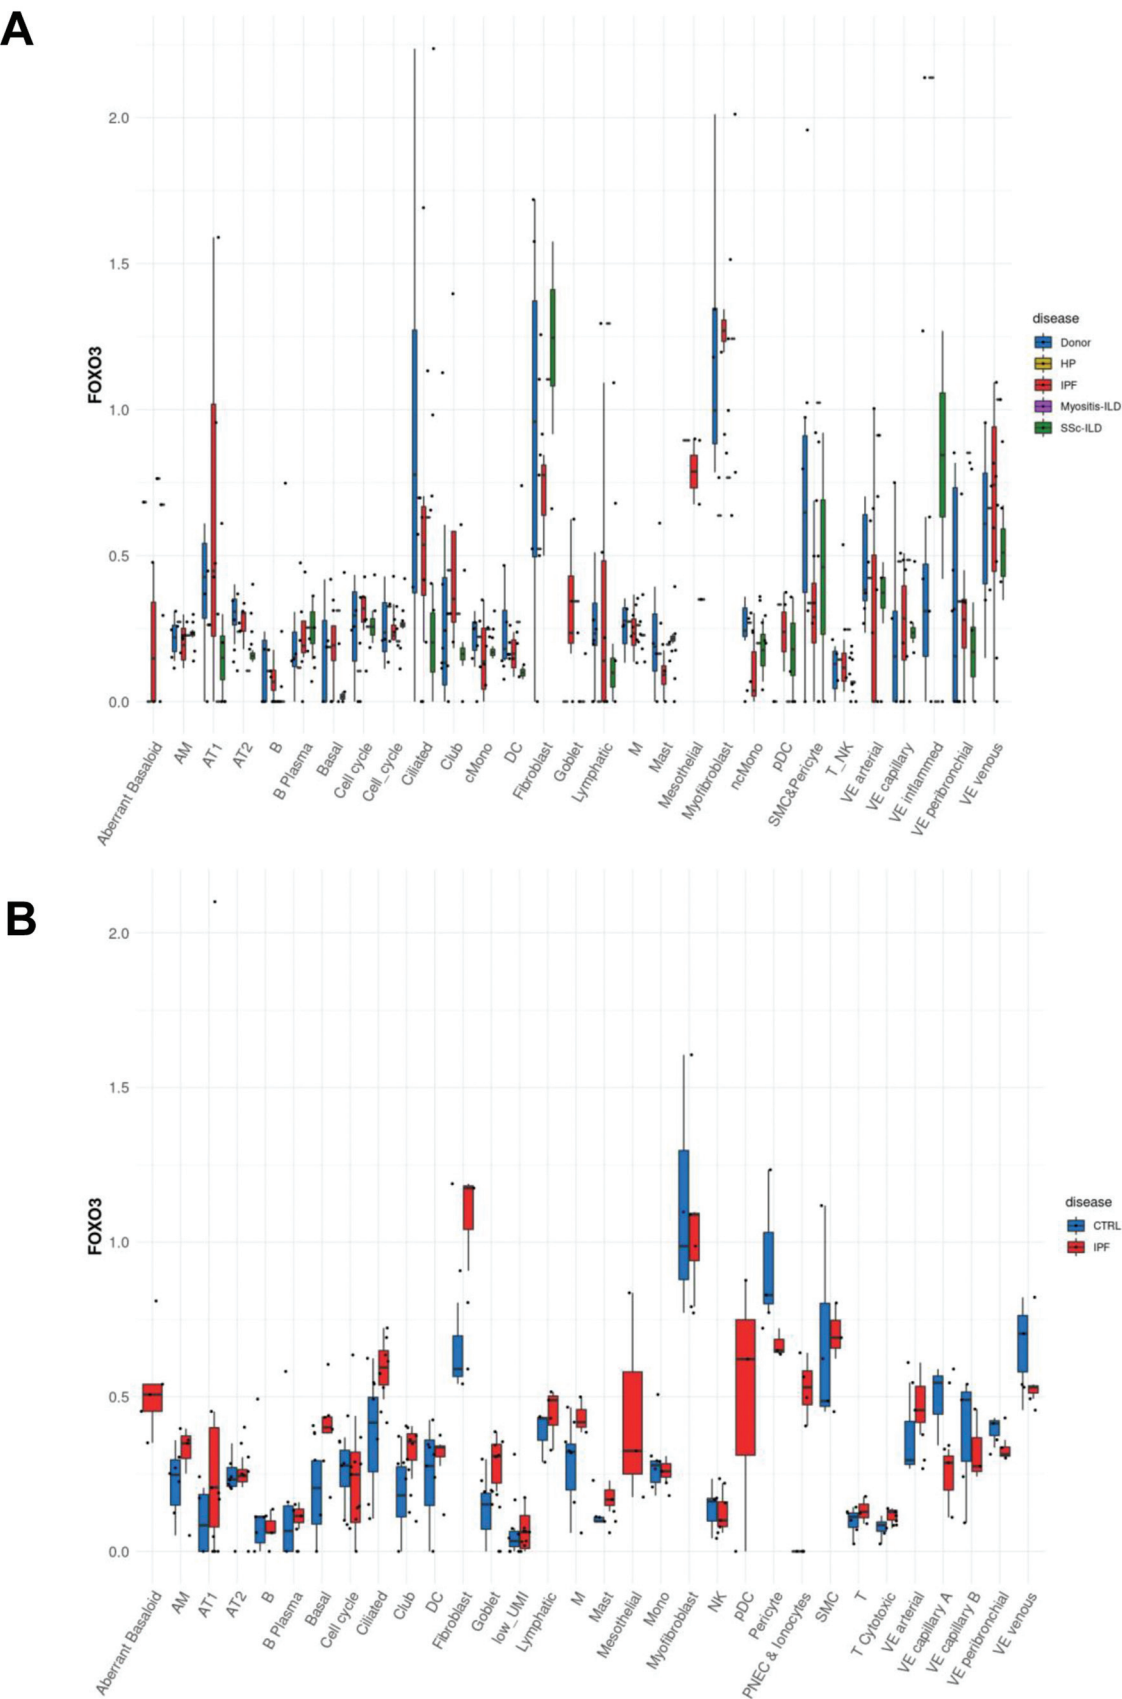 A
2.0
1.5
1.0
0.5
0.0
FOXO3
disease
Donor
HP
IPF
Myositis-ILD
SSc-ILD
Aberrant Basaloid
AM
AT1
AT2
B
B Plasma
Basal
Cell cycle
Cell_cycle
Ciliated
Club
cMono
DC
Fibroblast
Goblet
Lymphatic
M
Mast
Mesothelial
Myofibroblast
ncMono
pDC
SMC&Pericyte
T_NK
VE arterial
VE capillary
VE inflammed
VE peribronchial
VE venous
B
2.0
1.5
1.0
0.5
0.0
FOXO3
disease
CTRL
IPF
Aberrant Basaloid
AM
AT1
AT2
B
B Plasma
Basal
Cell cycle
Ciliated
Club
DC
Fibroblast
Goblet
low_UMI
Lymphatic
M
Mast
Mesothelial
Mono
Myofibroblast
NK
pDC
Pericyte
PNEC & Ionocytes
SMC
T
T Cytotoxic
VE arterial
VE capillary A
VE capillary B
VE peribronchial
VE venous